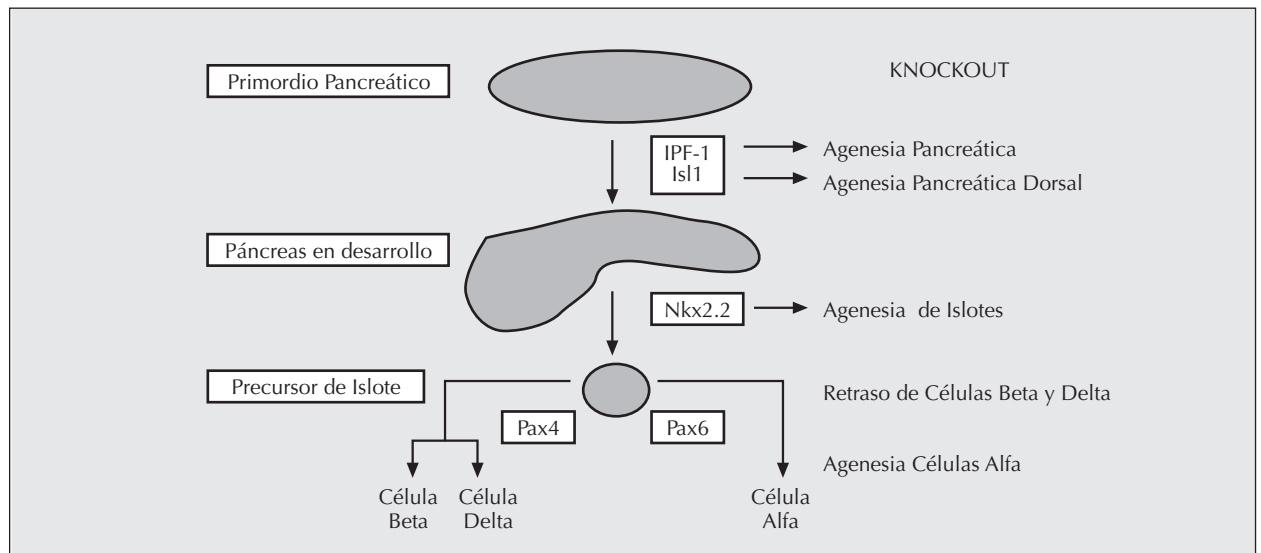 KNOCKOUT
Primordio Pancreático
IPF-1
Isl1
Agenesia Pancreática
Agenesia Pancreática Dorsal
Páncreas en desarrollo
Nkx2.2
Agenesia de Islotes
Precursor de Islote
Retraso de Células Beta y Delta
Pax4
Pax6
Agenesia Células Alfa
Célula
Beta
Célula
Delta
Célula
Alfa